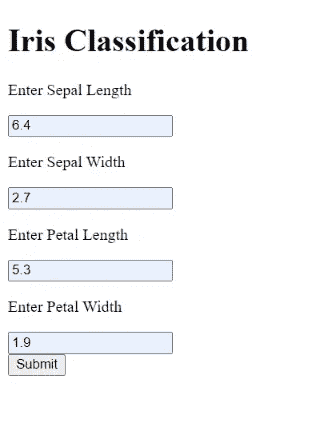 Iris Classification
Enter Sepal Length
6.4
Enter Sepal Width
2.7
Enter Petal Length
5.3
Enter Petal Width
1.9
Submit